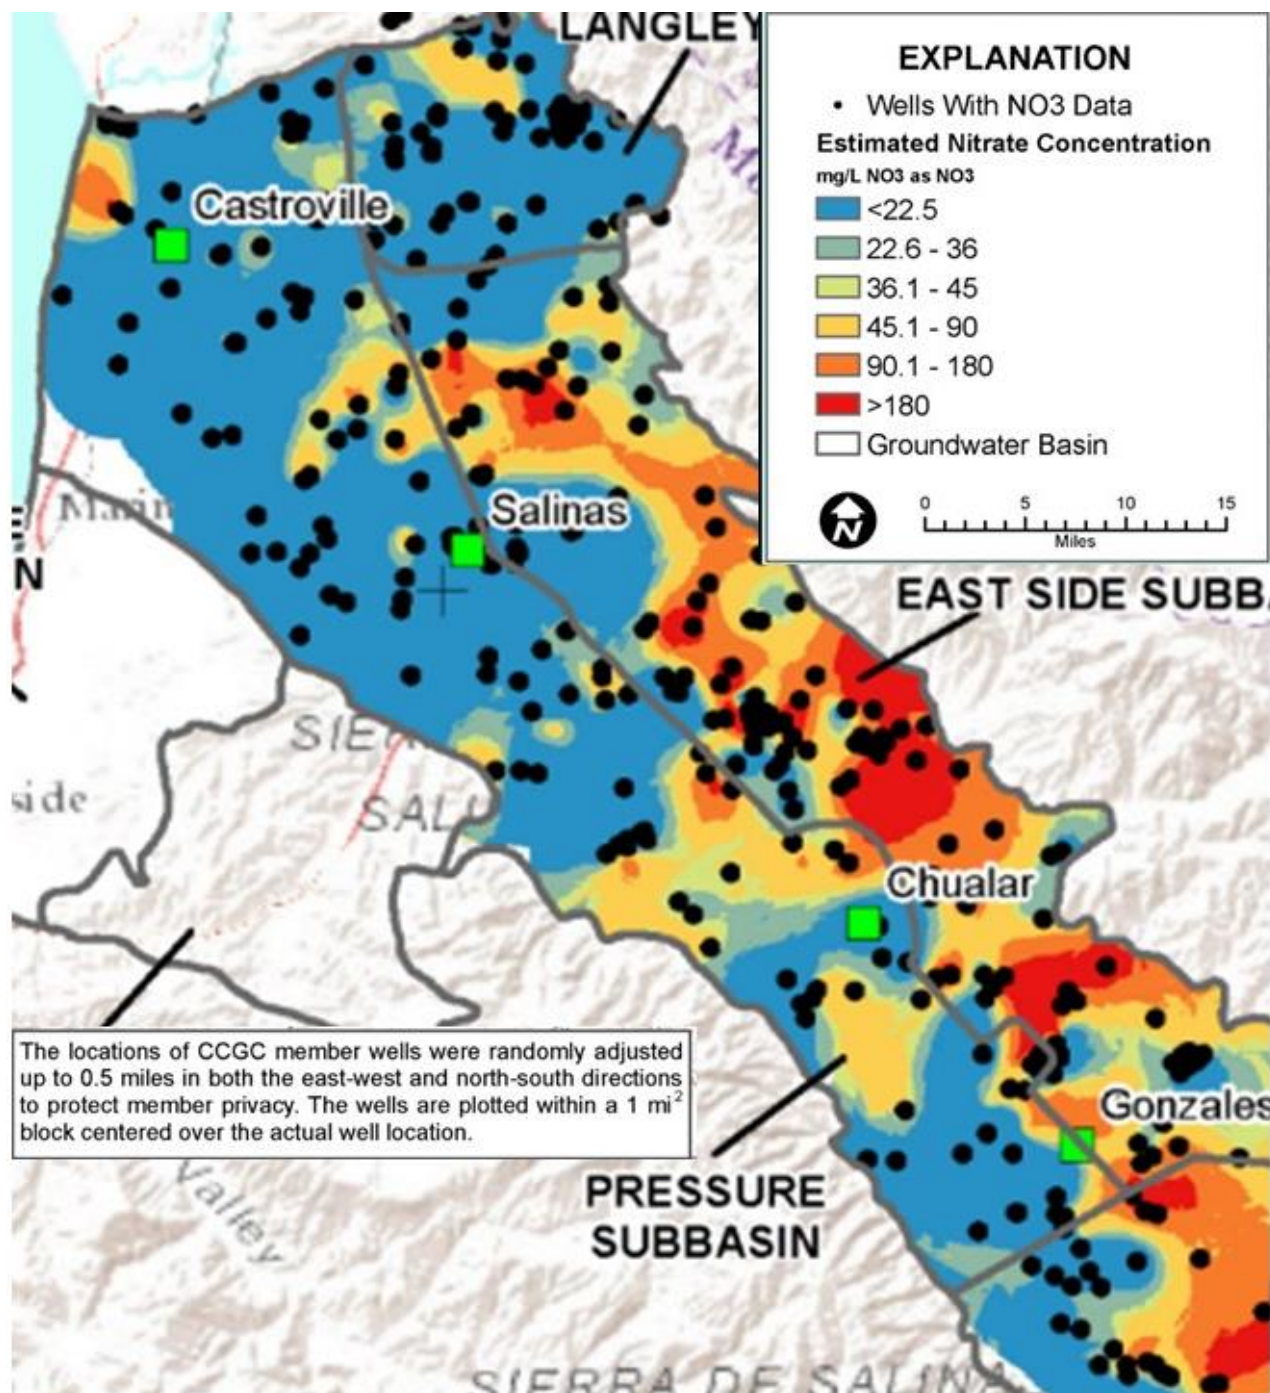 LANGLEY
EXPLANATION
Wells With NO3 Data
Estimated Nitrate Concentration
mg/L NO3 as NO3
<22.5
22.6 - 36
36.1 - 45
45.1 - 90
90.1 - 180
>180
Groundwater Basin
N
0 5 10 15
Miles
Castroville
Salinas
Marin
N
EAST SIDE SUBB
SIE
side
SAL
Chualar
The locations of CCGC member wells were randomly adjusted
up to 0.5 miles in both the east-west and north-south directions
to protect member privacy. The wells are plotted within a 1 mi²
block centered over the actual well location.
Gonzales
Valley
PRESSURE
SUBBASIN
SIERRA DE SALINA